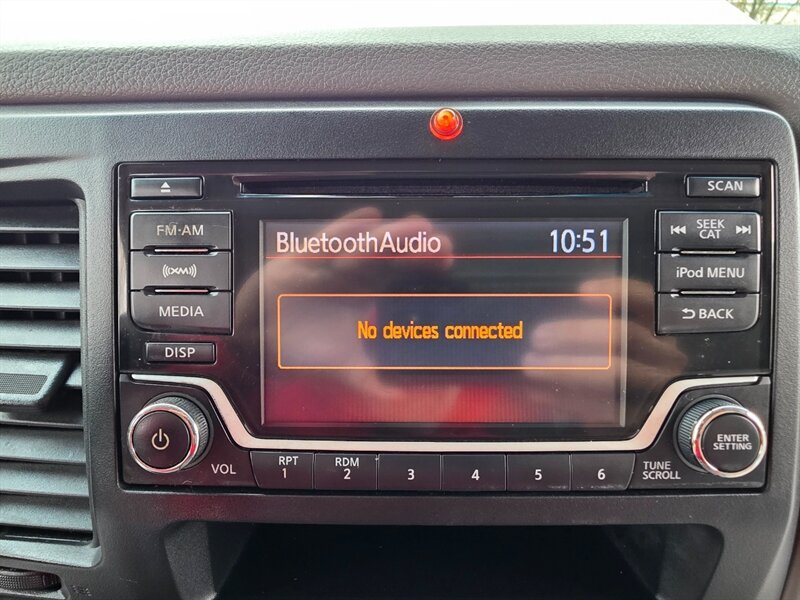 SCAN
FM·AM
BluetoothAudio 10:51
SEEK
CAT
((XM))
iPod MENU
No devices connected
MEDIA
BACK
DISP
VOL
RPT
1
RDM
2
3
4
5
6
TUNE
SCROLL
ENTER
SETTING